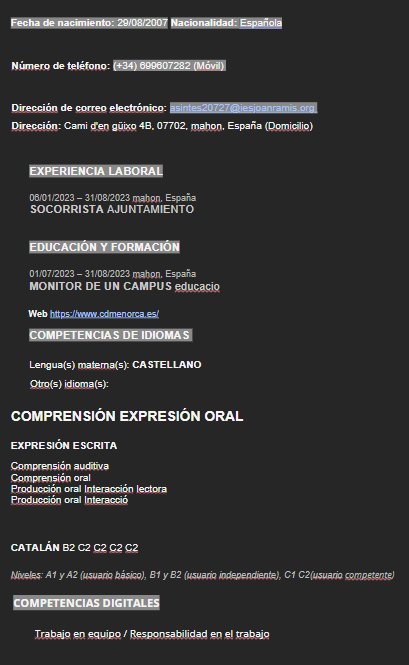 Fecha de nacimiento: 29/08/2007 Nacionalidad: Española
Número de teléfono: (+34) 699607282 (Móvil)
Dirección de correo electrónico: asintes20727@iesjoanramis.org
Dirección: Cami d'en güixo 4B, 07702, mahon, España (Domicilio)
EXPERIENCIA LABORAL
06/01/2023 – 31/08/2023 mahon, España
SOCORRISTA AJUNTAMIENTO
EDUCACIÓN Y FORMACIÓN
01/07/2023 – 31/08/2023 mahon, España
MONITOR DE UN CAMPUS educacio
Web https://www.cdmenorca.es/
COMPETENCIAS DE IDIOMAS
Lengua(s) materna(s): CASTELLANO
Otro(s) idioma(s):
COMPRENSIÓN EXPRESIÓN ORAL
EXPRESIÓN ESCRITA
Comprensión auditiva
Comprensión oral
Producción oral Interacción lectora
Producción oral Interacció
CATALÁN B2 C2 C2 C2 C2
Niveles: A1 y A2 (usuario básico), B1 y B2 (usuario independiente), C1 C2(usuario competente)
COMPETENCIAS DIGITALES
Trabajo en equipo / Responsabilidad en el trabajo